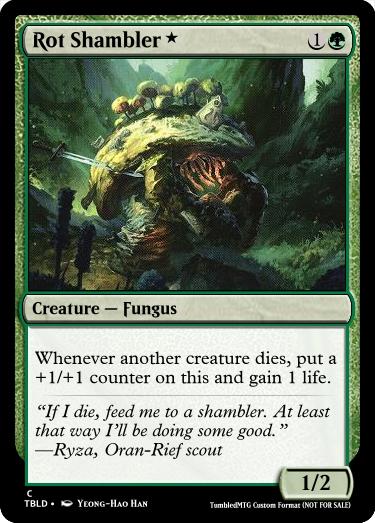 Rot Shambler ★ 1
Creature — Fungus
Whenever another creature dies, put a
+1/+1 counter on this and gain 1 life.
“If I die, feed me to a shambler. At least
that way I’ll be doing some good.”
—Ryza, Oran-Rief scout
1/2
C
TBLD • Yeong-Hao Han
TumbledMTG Custom Format (NOT FOR SALE)